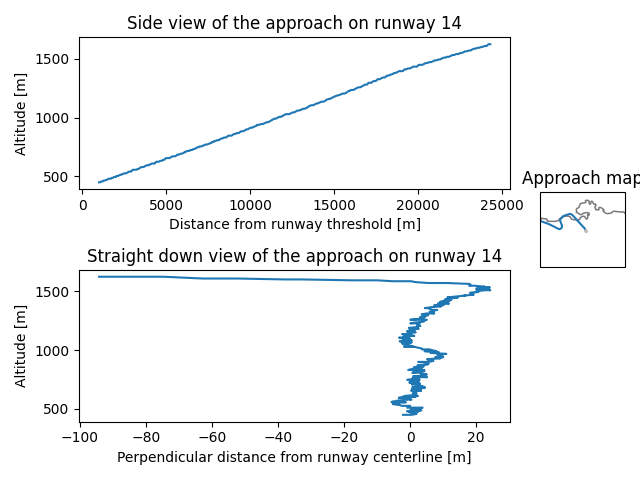 Side view of the approach on runway 14
1500
1000
500
Altitude [m]
0 5000 10000 15000 20000 25000
Distance from runway threshold [m]
Approach map
Straight down view of the approach on runway 14
1500
1000
500
Altitude [m]
−100 −80 −60 −40 −20 0 20
Perpendicular distance from runway centerline [m]